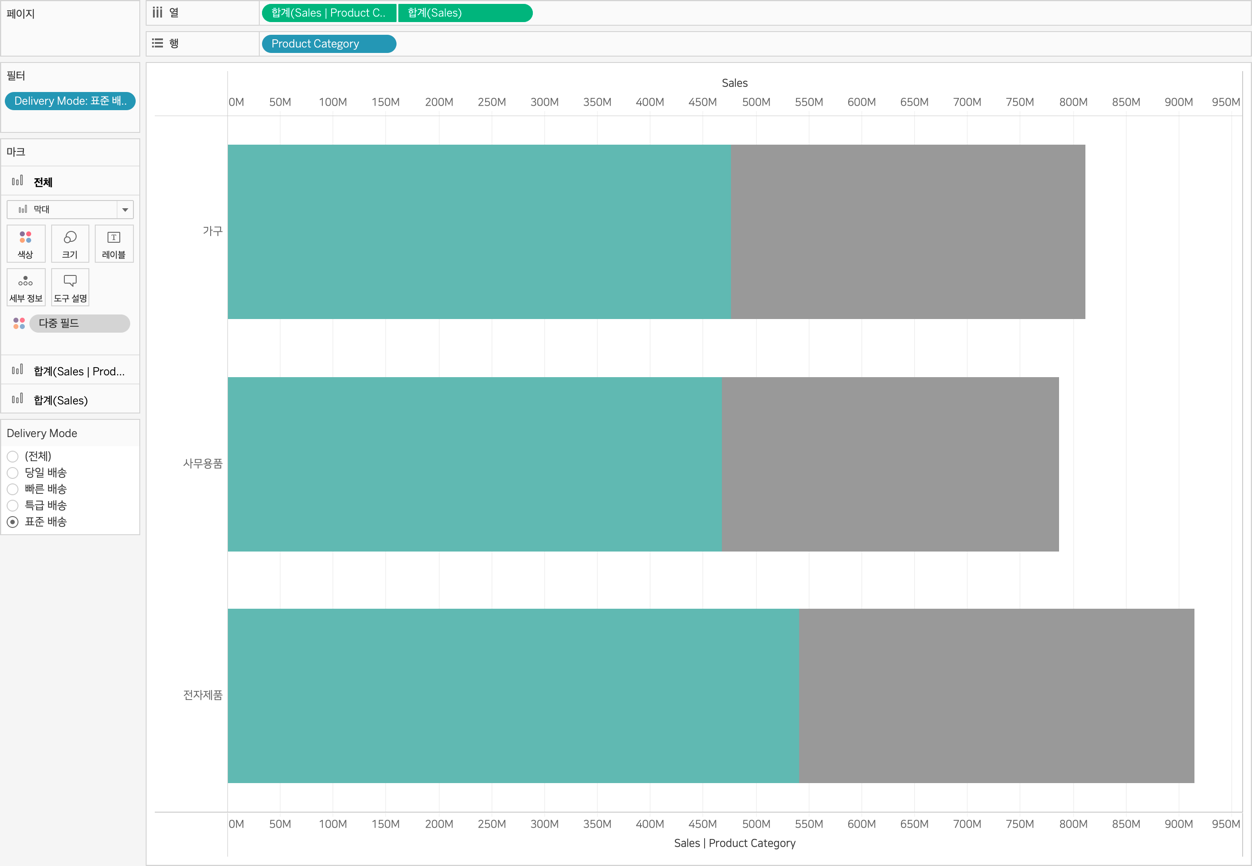 페이지
열
합계(Sales | Product C..
합계(Sales)
행
Product Category
필터
Delivery Mode: 표준 배..
마크
전체
막대
색상
크기
레이블
세부 정보
도구 설명
다중 필드
합계(Sales | Prod...
합계(Sales)
Delivery Mode
(전체)
당일 배송
빠른 배송
특급 배송
표준 배송
Sales
0M 50M 100M 150M 200M 250M 300M 350M 400M 450M 500M 550M 600M 650M 700M 750M 800M 850M 900M 950M
가구
사무용품
전자제품
0M 50M 100M 150M 200M 250M 300M 350M 400M 450M 500M 550M 600M 650M 700M 750M 800M 850M 900M 950M
Sales | Product Category